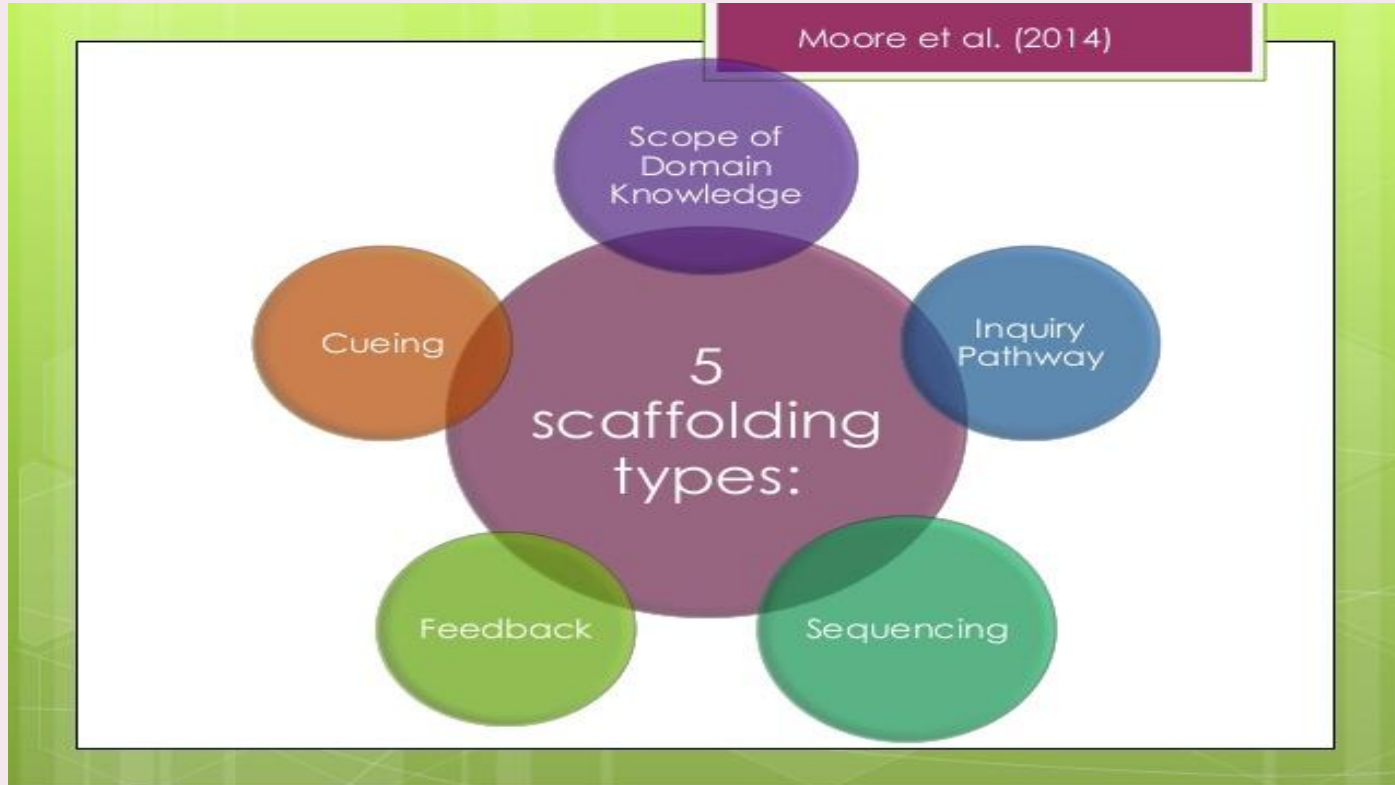 Moore et al. (2014)
Scope of
Domain
Knowledge
Inquiry
Pathway
Sequencing
Feedback
Cueing
5
scaffolding
types: